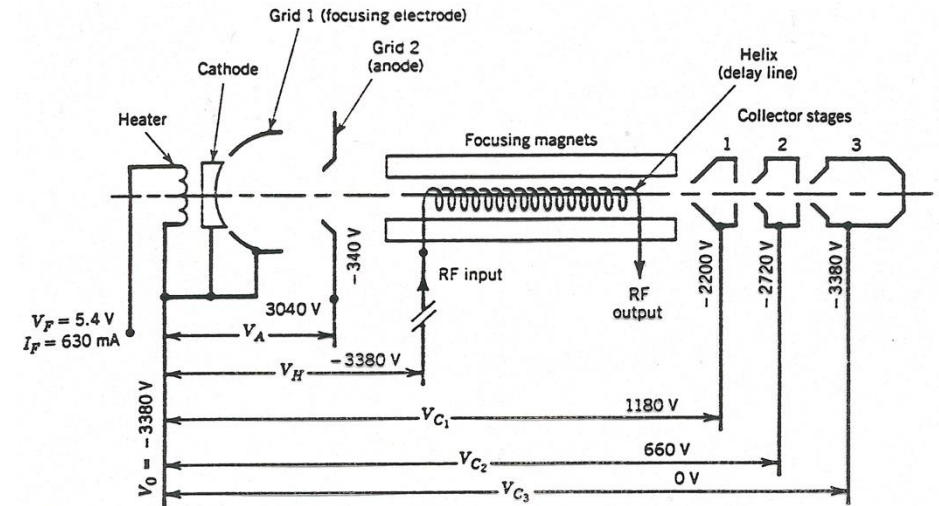 Grid 1 (focusing electrode)
Grid 2
(anode)
Cathode
Heater
Helix
(delay line)
Collector stages
1
2
3
Focusing magnets
-340 V
RF input
RF
output
-2200 V
-2720 V
-3380 V
V_F = 5.4 V
I_F = 630 mA
3040 V
V_A
-3380 V
V_H
1180 V
V_C₁
660 V
V_C₂
0 V
V_C₃
V_0 = -3380 V